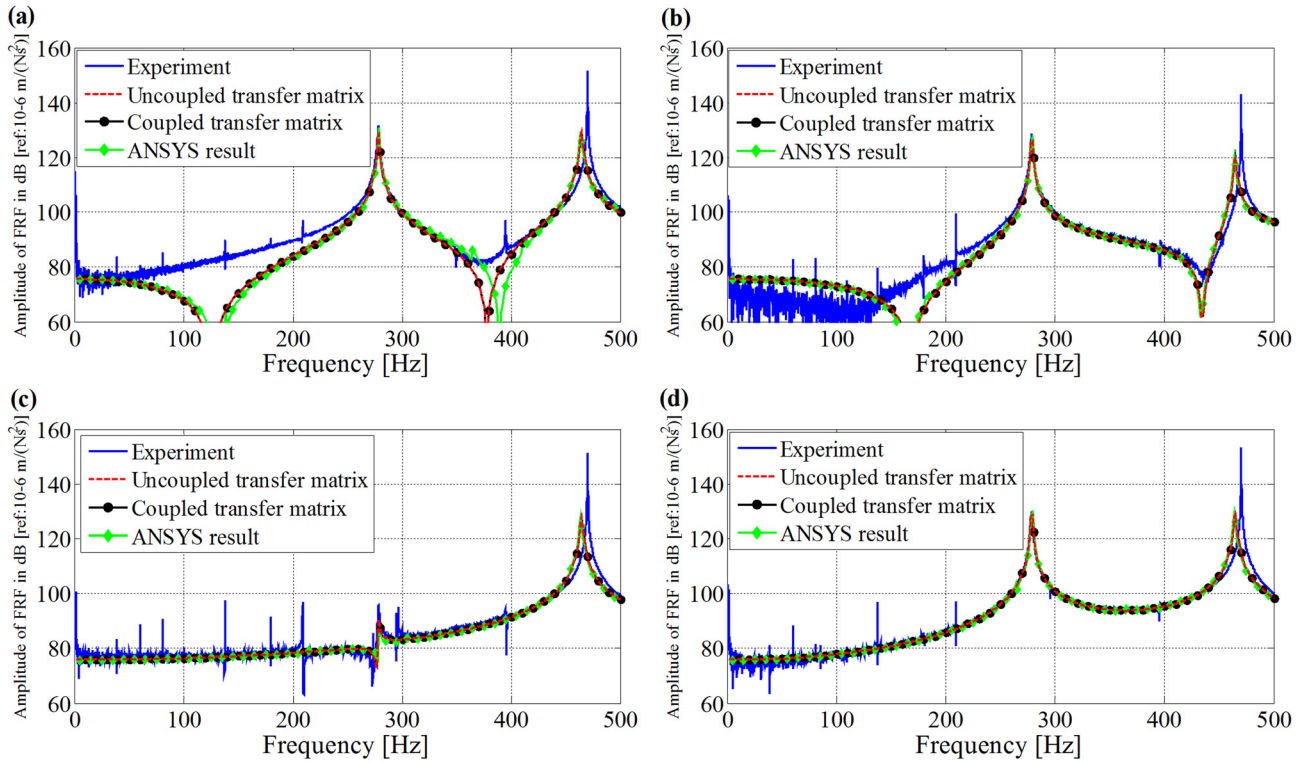 (a)
Amplitude of FRF in dB [ref:10-6 m/(Ns²)]
160
140
120
100
80
60
Experiment
Uncoupled transfer matrix
Coupled transfer matrix
ANSYS result
0 100 200 300 400 500
Frequency [Hz]
(b)
Amplitude of FRF in dB [ref:10-6 m/(Ns²)]
160
140
120
100
80
60
Experiment
Uncoupled transfer matrix
Coupled transfer matrix
ANSYS result
0 100 200 300 400 500
Frequency [Hz]
(c)
Amplitude of FRF in dB [ref:10-6 m/(Ns²)]
160
140
120
100
80
60
Experiment
Uncoupled transfer matrix
Coupled transfer matrix
ANSYS result
0 100 200 300 400 500
Frequency [Hz]
(d)
Amplitude of FRF in dB [ref:10-6 m/(Ns²)]
160
140
120
100
80
60
Experiment
Uncoupled transfer matrix
Coupled transfer matrix
ANSYS result
0 100 200 300 400 500
Frequency [Hz]